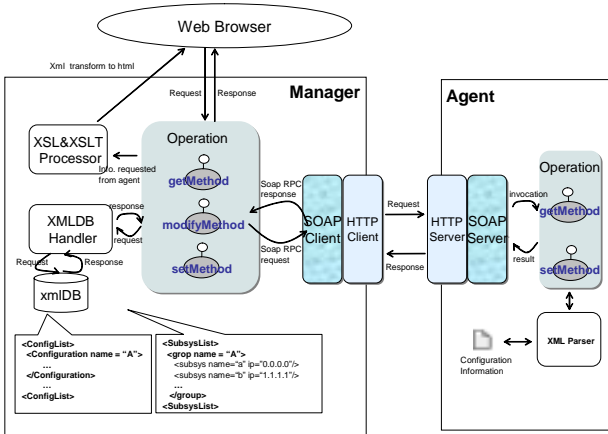 Web Browser
Xml transform to html
Request
Response
Manager
Agent
XSL&XSLT
Processor
Info. requested
from agent
Operation
getMethod
modifyMethod
setMethod
XMLDB
Handler
response
request
Request
Response
xmlDB
Soap RPC
response
Soap RPC
request
SOAP
Client
HTTP
Client
Request
Response
HTTP
Server
SOAP
Server
invocation
result
Operation
getMethod
setMethod
XML Parser
Configuration
Information
<ConfigList>
<Configuration name = “A”>
...
</Configuration>
...
<ConfigList>
<SubsysList>
<grop name = “A”>
<subsys name=“a” ip=“0.0.0.0”/>
<subsys name=“b” ip=“1.1.1.1”/>
...
</group>
<SubsysList>